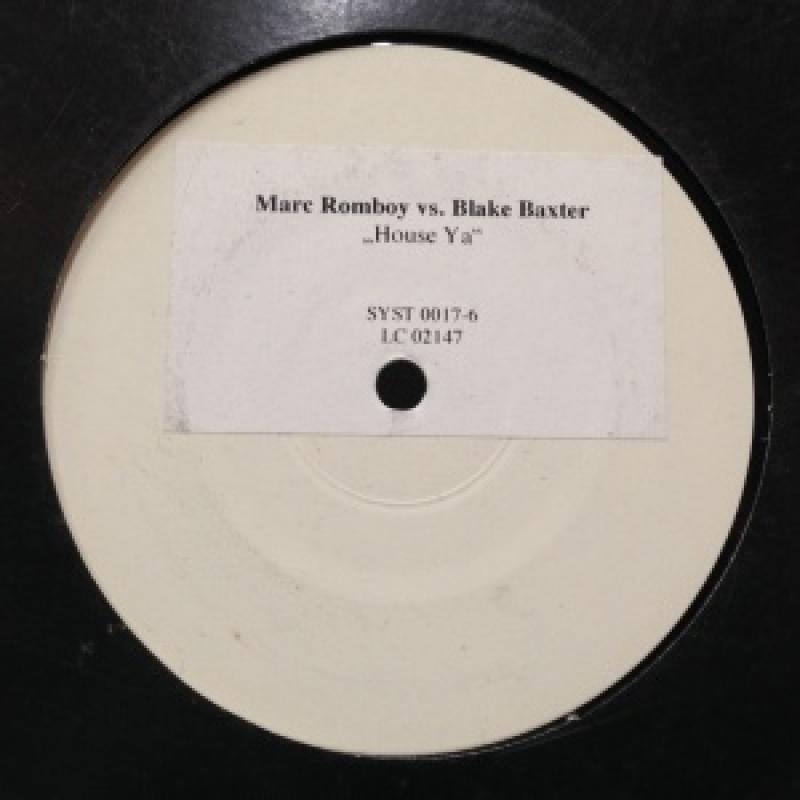 Marc Romboy vs. Blake Baxter
„House Ya“
SYST 0017-6
LC 02147